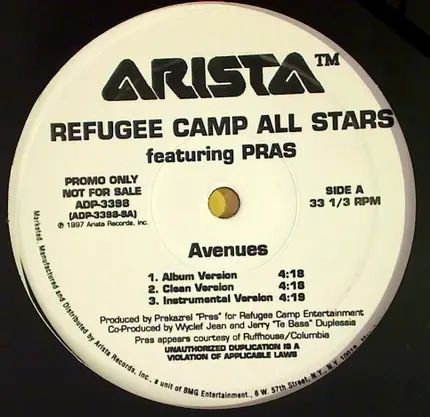 ARISTA™
REFUGEE CAMP ALL STARS
featuring PRAS
PROMO ONLY
NOT FOR SALE
ADP-3398
(ADP-3398-SA)
℗ 1997 Arista Records, Inc.
SIDE A
33 1/3 RPM
Avenues
1. Album Version 4:18
2. Clean Version 4:18
3. Instrumental Version 4:19
Produced by Prakazrel "Pras" for Refugee Camp Entertainment
Co-Produced by Wyclef Jean and Jerry "Te Bass" Duplesais
Pras appears courtesy of Ruffhouse/Columbia
UNAUTHORIZED DUPLICATION IS A
VIOLATION OF APPLICABLE LAWS
Marketed, Manufactured and Distributed by Arista Records, Inc., a unit of BMG Entertainment., 6 W. 57th Street, N.Y., N.Y. 10019